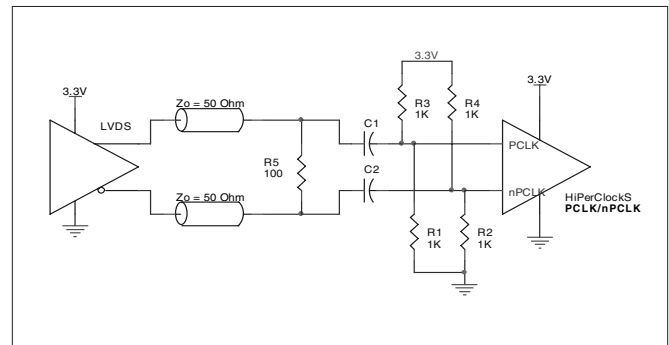 3.3V
LVDS
Zo = 50 Ohm
Zo = 50 Ohm
R5
100
C1
C2
3.3V
R3
1K
R4
1K
R1
1K
R2
1K
3.3V
PCLK
nPCLK
HiPerClockS
PCLK/nPCLK